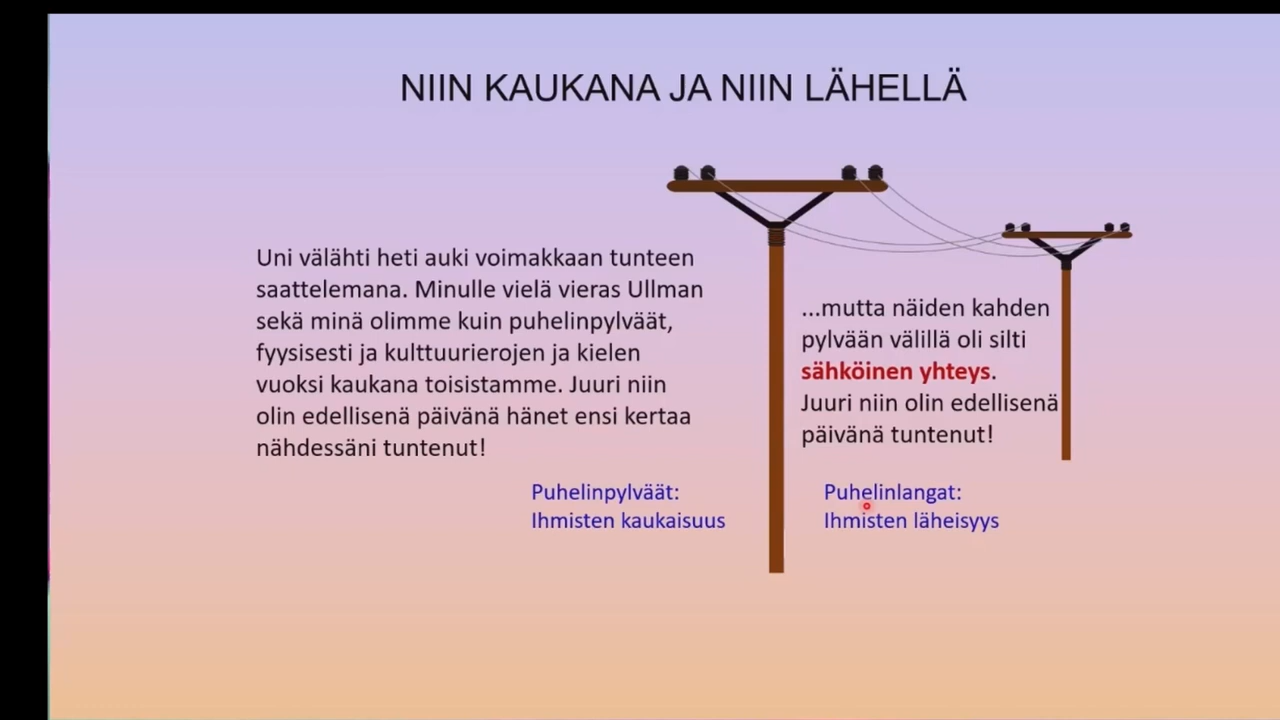 NIIN KAUKANA JA NIIN LÄHELLÄ
Uni välähti heti auki voimakkaan tunteen
saattelemana. Minulle vielä vieras Ullman
sekä minä olimme kuin puhelinpylväät,
fyysisesti ja kulttuurierojen ja kielen
vuoksi kaukana toisistamme. Juuri niin
olin edellisenä päivänä hänet ensi kertaa
nähdessäni tuntenut!
...mutta näiden kahden
pylvään välillä oli silti
sähköinen yhteys.
Juuri niin olin edellisenä
päivänä tuntenut!
Puhelinpylväät:
Ihmisten kaukaisuus
Puhelinlangat:
Ihmisten läheisyys